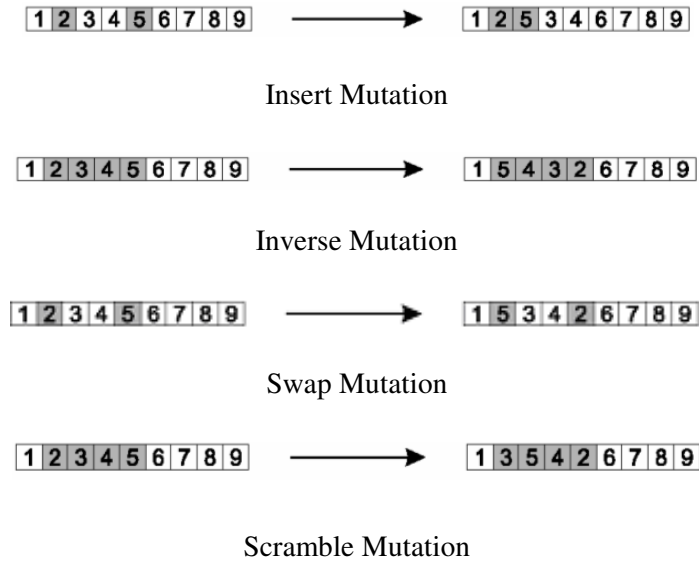 1 2 3 4 5 6 7 8 9 1 2 5 3 4 6 7 8 9
Insert Mutation
1 2 3 4 5 6 7 8 9 1 5 4 3 2 6 7 8 9
Inverse Mutation
1 2 3 4 5 6 7 8 9 1 5 3 4 2 6 7 8 9
Swap Mutation
1 2 3 4 5 6 7 8 9 1 3 5 4 2 6 7 8 9
Scramble Mutation